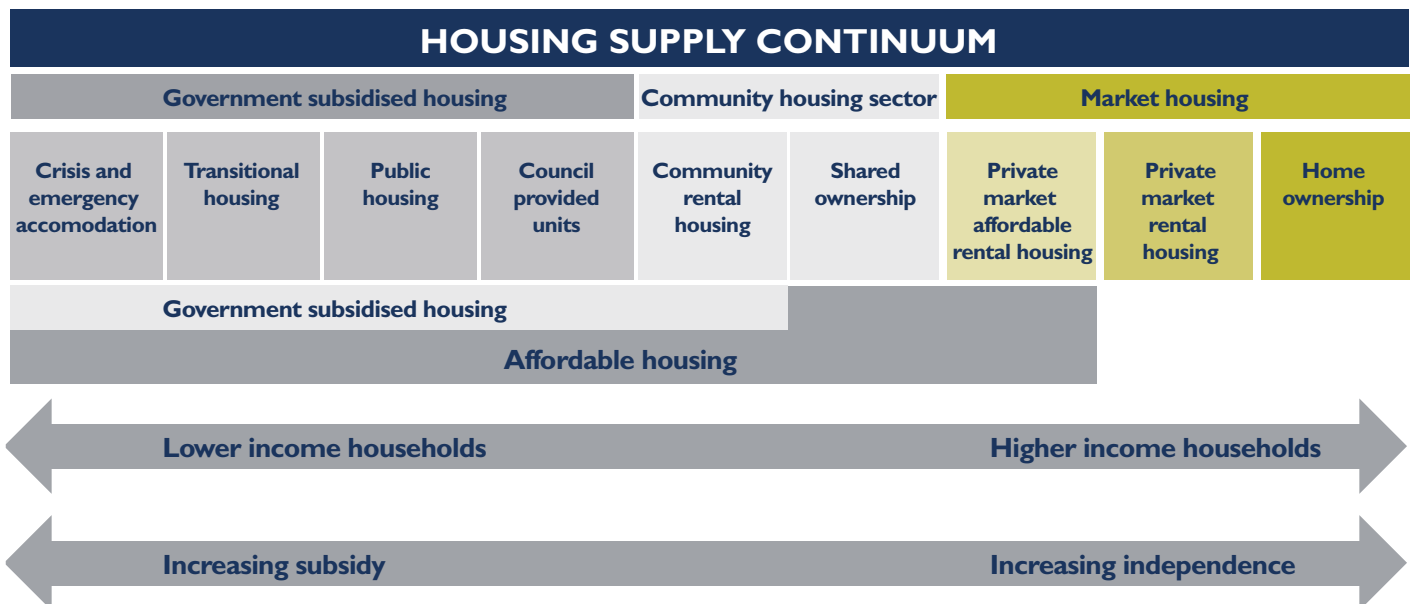 HOUSING SUPPLY CONTINUUM
Government subsidised housing
Community housing sector
Market housing
Crisis and
emergency
accomodation
Transitional
housing
Public
housing
Council
provided
units
Community
rental
housing
Shared
ownership
Private
market
affordable
rental housing
Private
market
rental
housing
Home
ownership
Government subsidised housing
Affordable housing
Lower income households
Higher income households
Increasing subsidy
Increasing independence